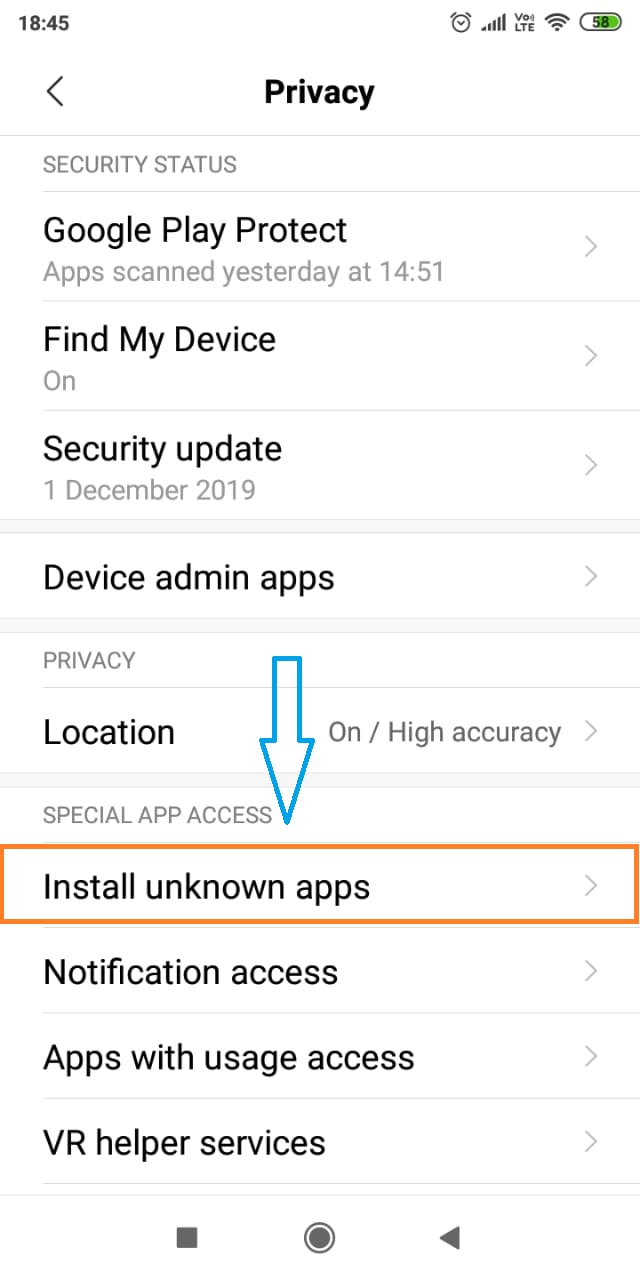 18:45
Vo)) LTE
58
Privacy
SECURITY STATUS
Google Play Protect
Apps scanned yesterday at 14:51
Find My Device
On
Security update
1 December 2019
Device admin apps
PRIVACY
Location
On / High accuracy
SPECIAL APP ACCESS
Install unknown apps
Notification access
Apps with usage access
VR helper services